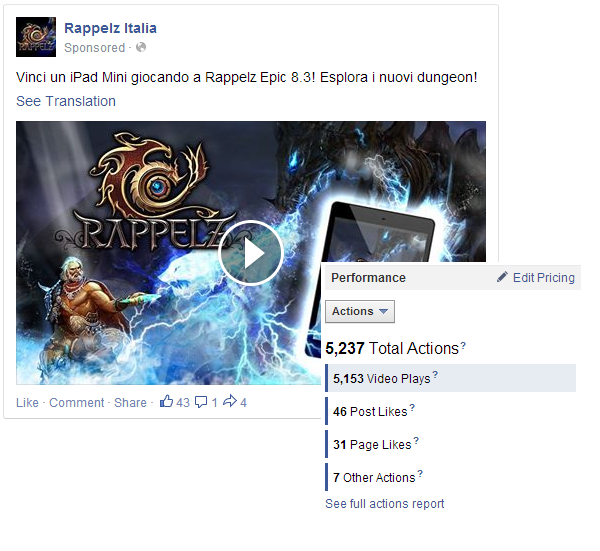 Rappelz Italia
Sponsored ·
Vinci un iPad Mini giocando a Rappelz Epic 8.3! Esplora i nuovi dungeon!
See Translation
RAPPELZ
RAPPELZ
Like · Comment · Share · 43 1 4
Performance Edit Pricing
Actions
5,237 Total Actions?
5,153 Video Plays?
46 Post Likes?
31 Page Likes?
7 Other Actions?
See full actions report